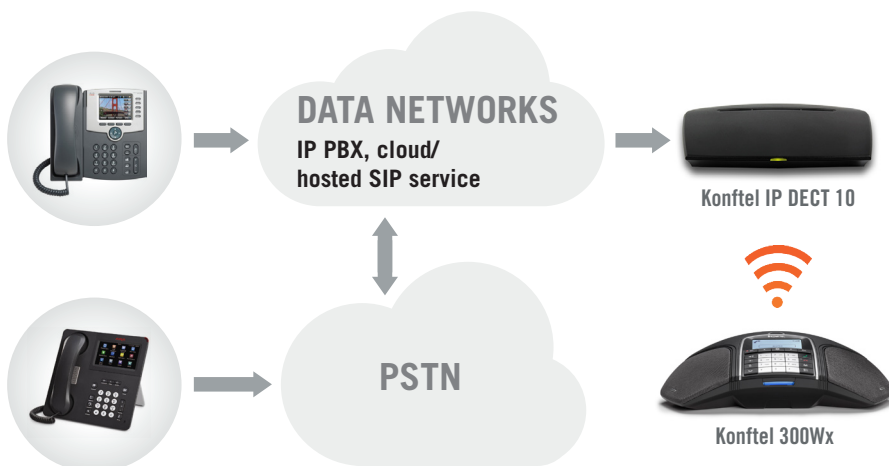 DATA NETWORKS
IP PBX, cloud/
hosted SIP service
Konftel IP DECT 10
PSTN
Konftel 300Wx